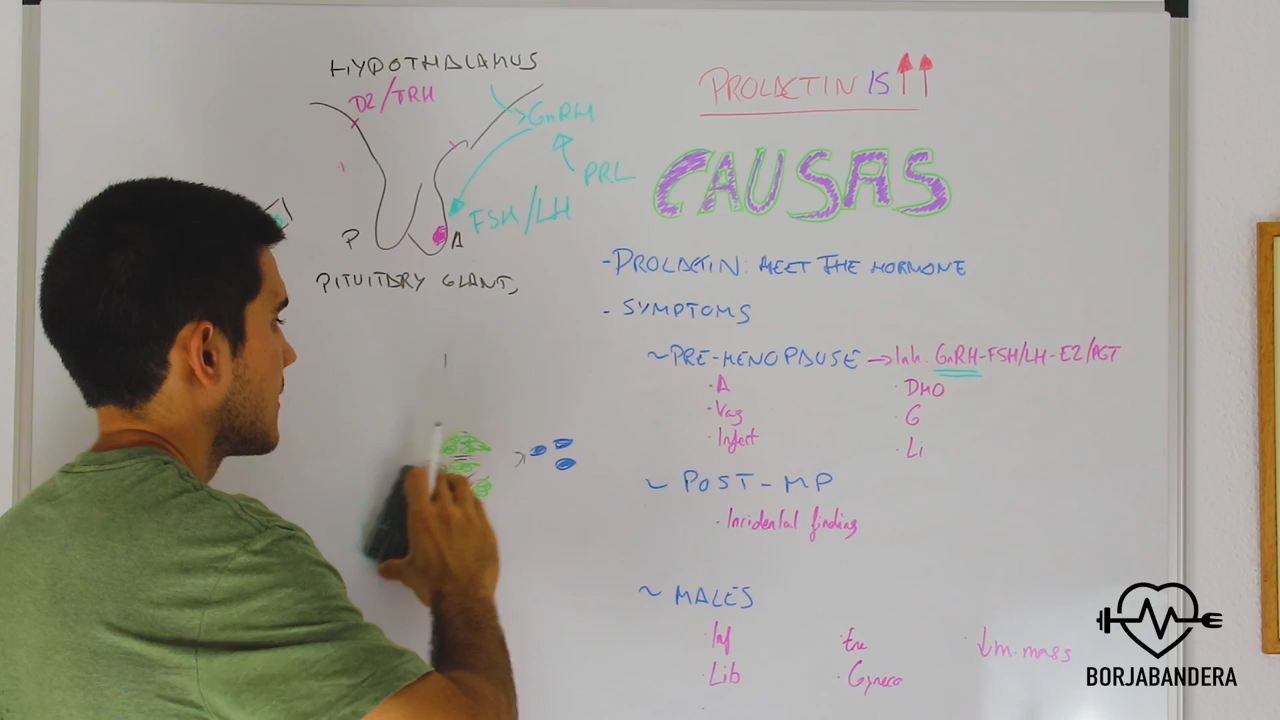 HYPOTHALAMUS
D2/TRH
GnRH
PRL
FSH/LH
P
A
PITUITARY GLAND
PROLACTIN IS ↑↑
CAUSAS
- PROLACTIN: MEET THE HORMONE
- SYMPTOMS
~ PRE-MENOPAUSE → Inh. GnRH-FSH/LH-E2/PGT
· A
· DMO
· Vag
· G
· Infert
· Li
~ POST-MP
· Incidental finding
~ MALES
· Inf
· Ere
· ↓m.mass
· Lib
· Gyneco
BORJABANDERA